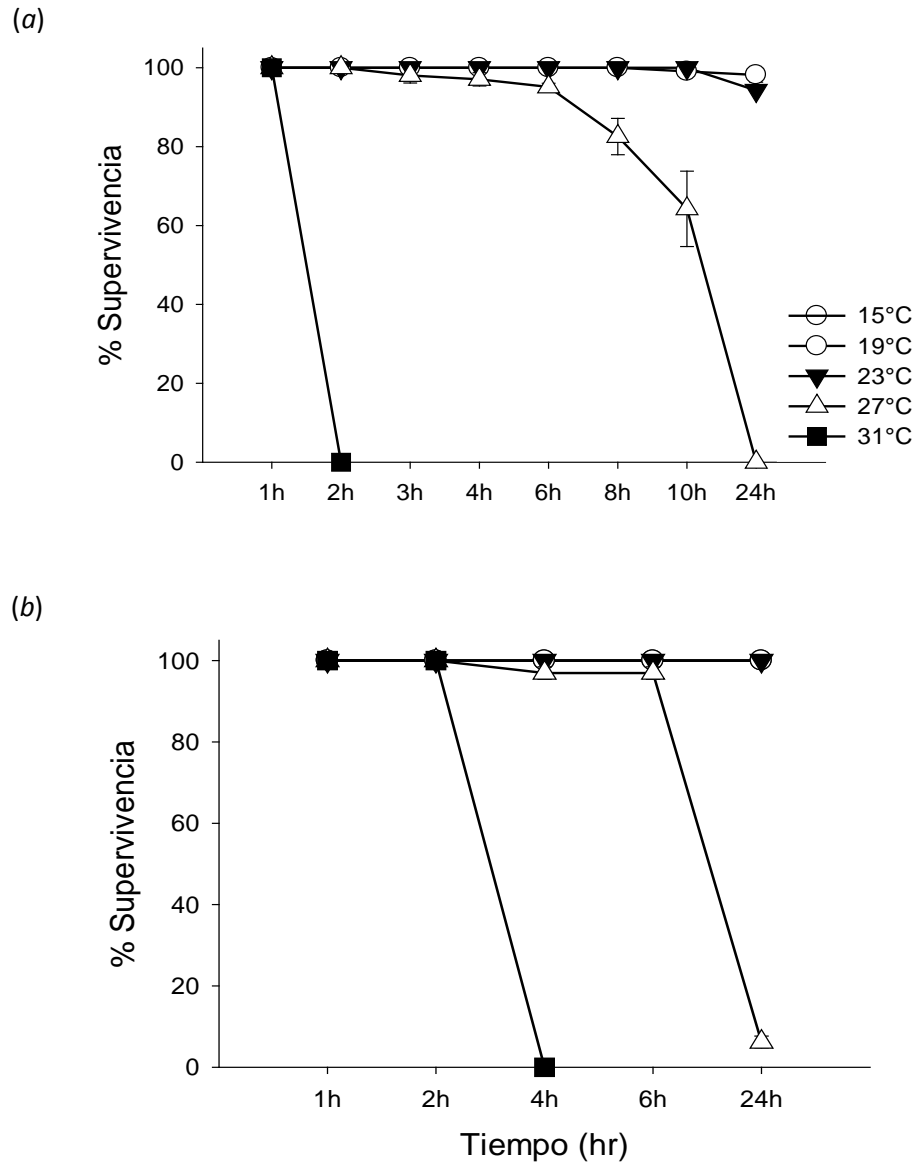 (a)
100
80
60
40
20
0
% Supervivencia
1h 2h 3h 4h 6h 8h 10h 24h
15°C
19°C
23°C
27°C
31°C
(b)
100
80
60
40
20
0
% Supervivencia
1h 2h 4h 6h 24h
Tiempo (hr)